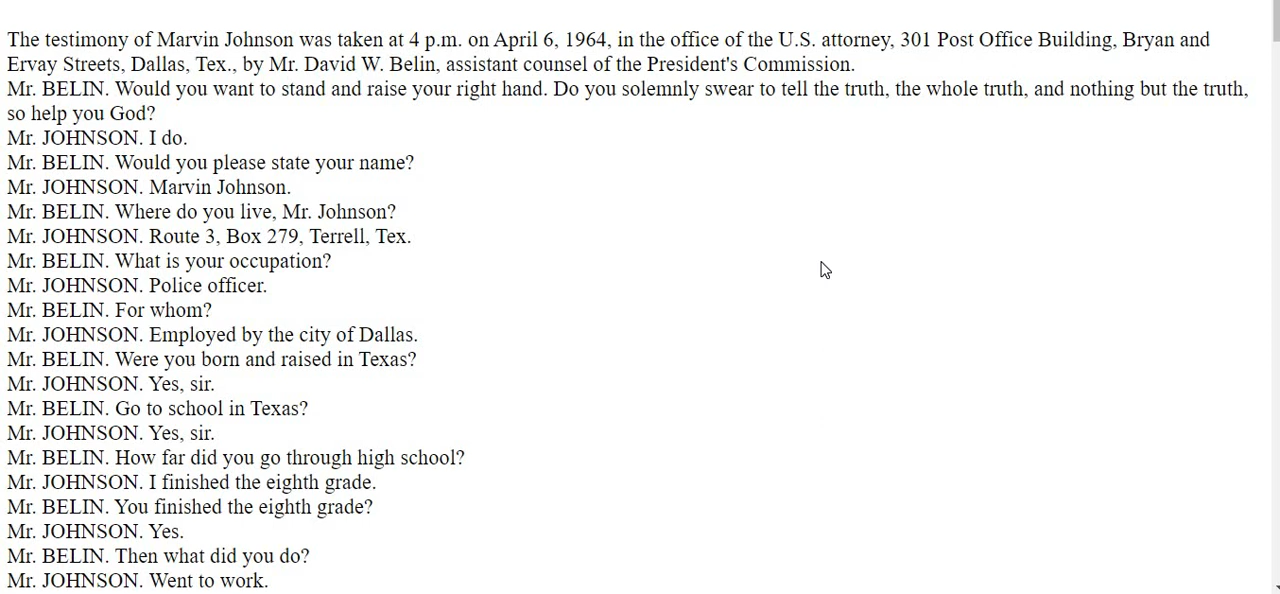 The testimony of Marvin Johnson was taken at 4 p.m. on April 6, 1964, in the office of the U.S. attorney, 301 Post Office Building, Bryan and
Ervay Streets, Dallas, Tex., by Mr. David W. Belin, assistant counsel of the President's Commission.
Mr. BELIN. Would you want to stand and raise your right hand. Do you solemnly swear to tell the truth, the whole truth, and nothing but the truth,
so help you God?
Mr. JOHNSON. I do.
Mr. BELIN. Would you please state your name?
Mr. JOHNSON. Marvin Johnson.
Mr. BELIN. Where do you live, Mr. Johnson?
Mr. JOHNSON. Route 3, Box 279, Terrell, Tex.
Mr. BELIN. What is your occupation?
Mr. JOHNSON. Police officer.
Mr. BELIN. For whom?
Mr. JOHNSON. Employed by the city of Dallas.
Mr. BELIN. Were you born and raised in Texas?
Mr. JOHNSON. Yes, sir.
Mr. BELIN. Go to school in Texas?
Mr. JOHNSON. Yes, sir.
Mr. BELIN. How far did you go through high school?
Mr. JOHNSON. I finished the eighth grade.
Mr. BELIN. You finished the eighth grade?
Mr. JOHNSON. Yes.
Mr. BELIN. Then what did you do?
Mr. JOHNSON. Went to work.